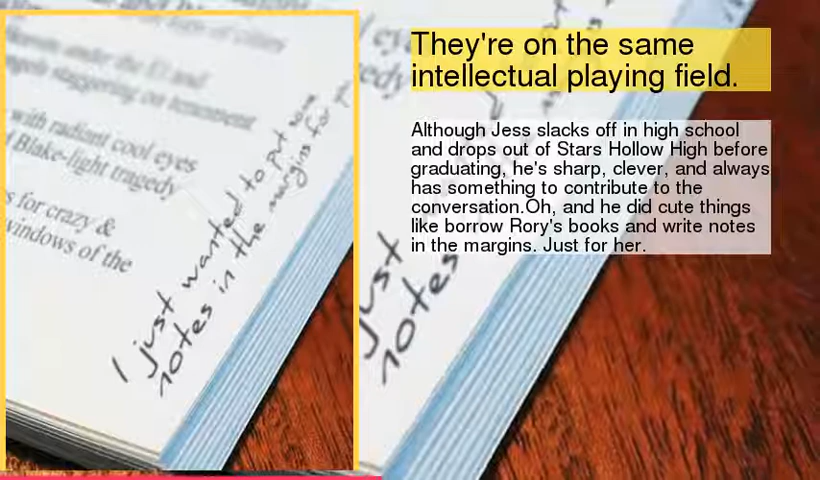 with radiant cool eyes
Blake-light tragedy
s for crazy &
windows of the
I just wanted to put some
notes in the margins for
They're on the same
intellectual playing field.
Although Jess slacks off in high school
and drops out of Stars Hollow High before
graduating, he's sharp, clever, and always
has something to contribute to the
conversation.Oh, and he did cute things
like borrow Rory's books and write notes
in the margins. Just for her.
just
notes